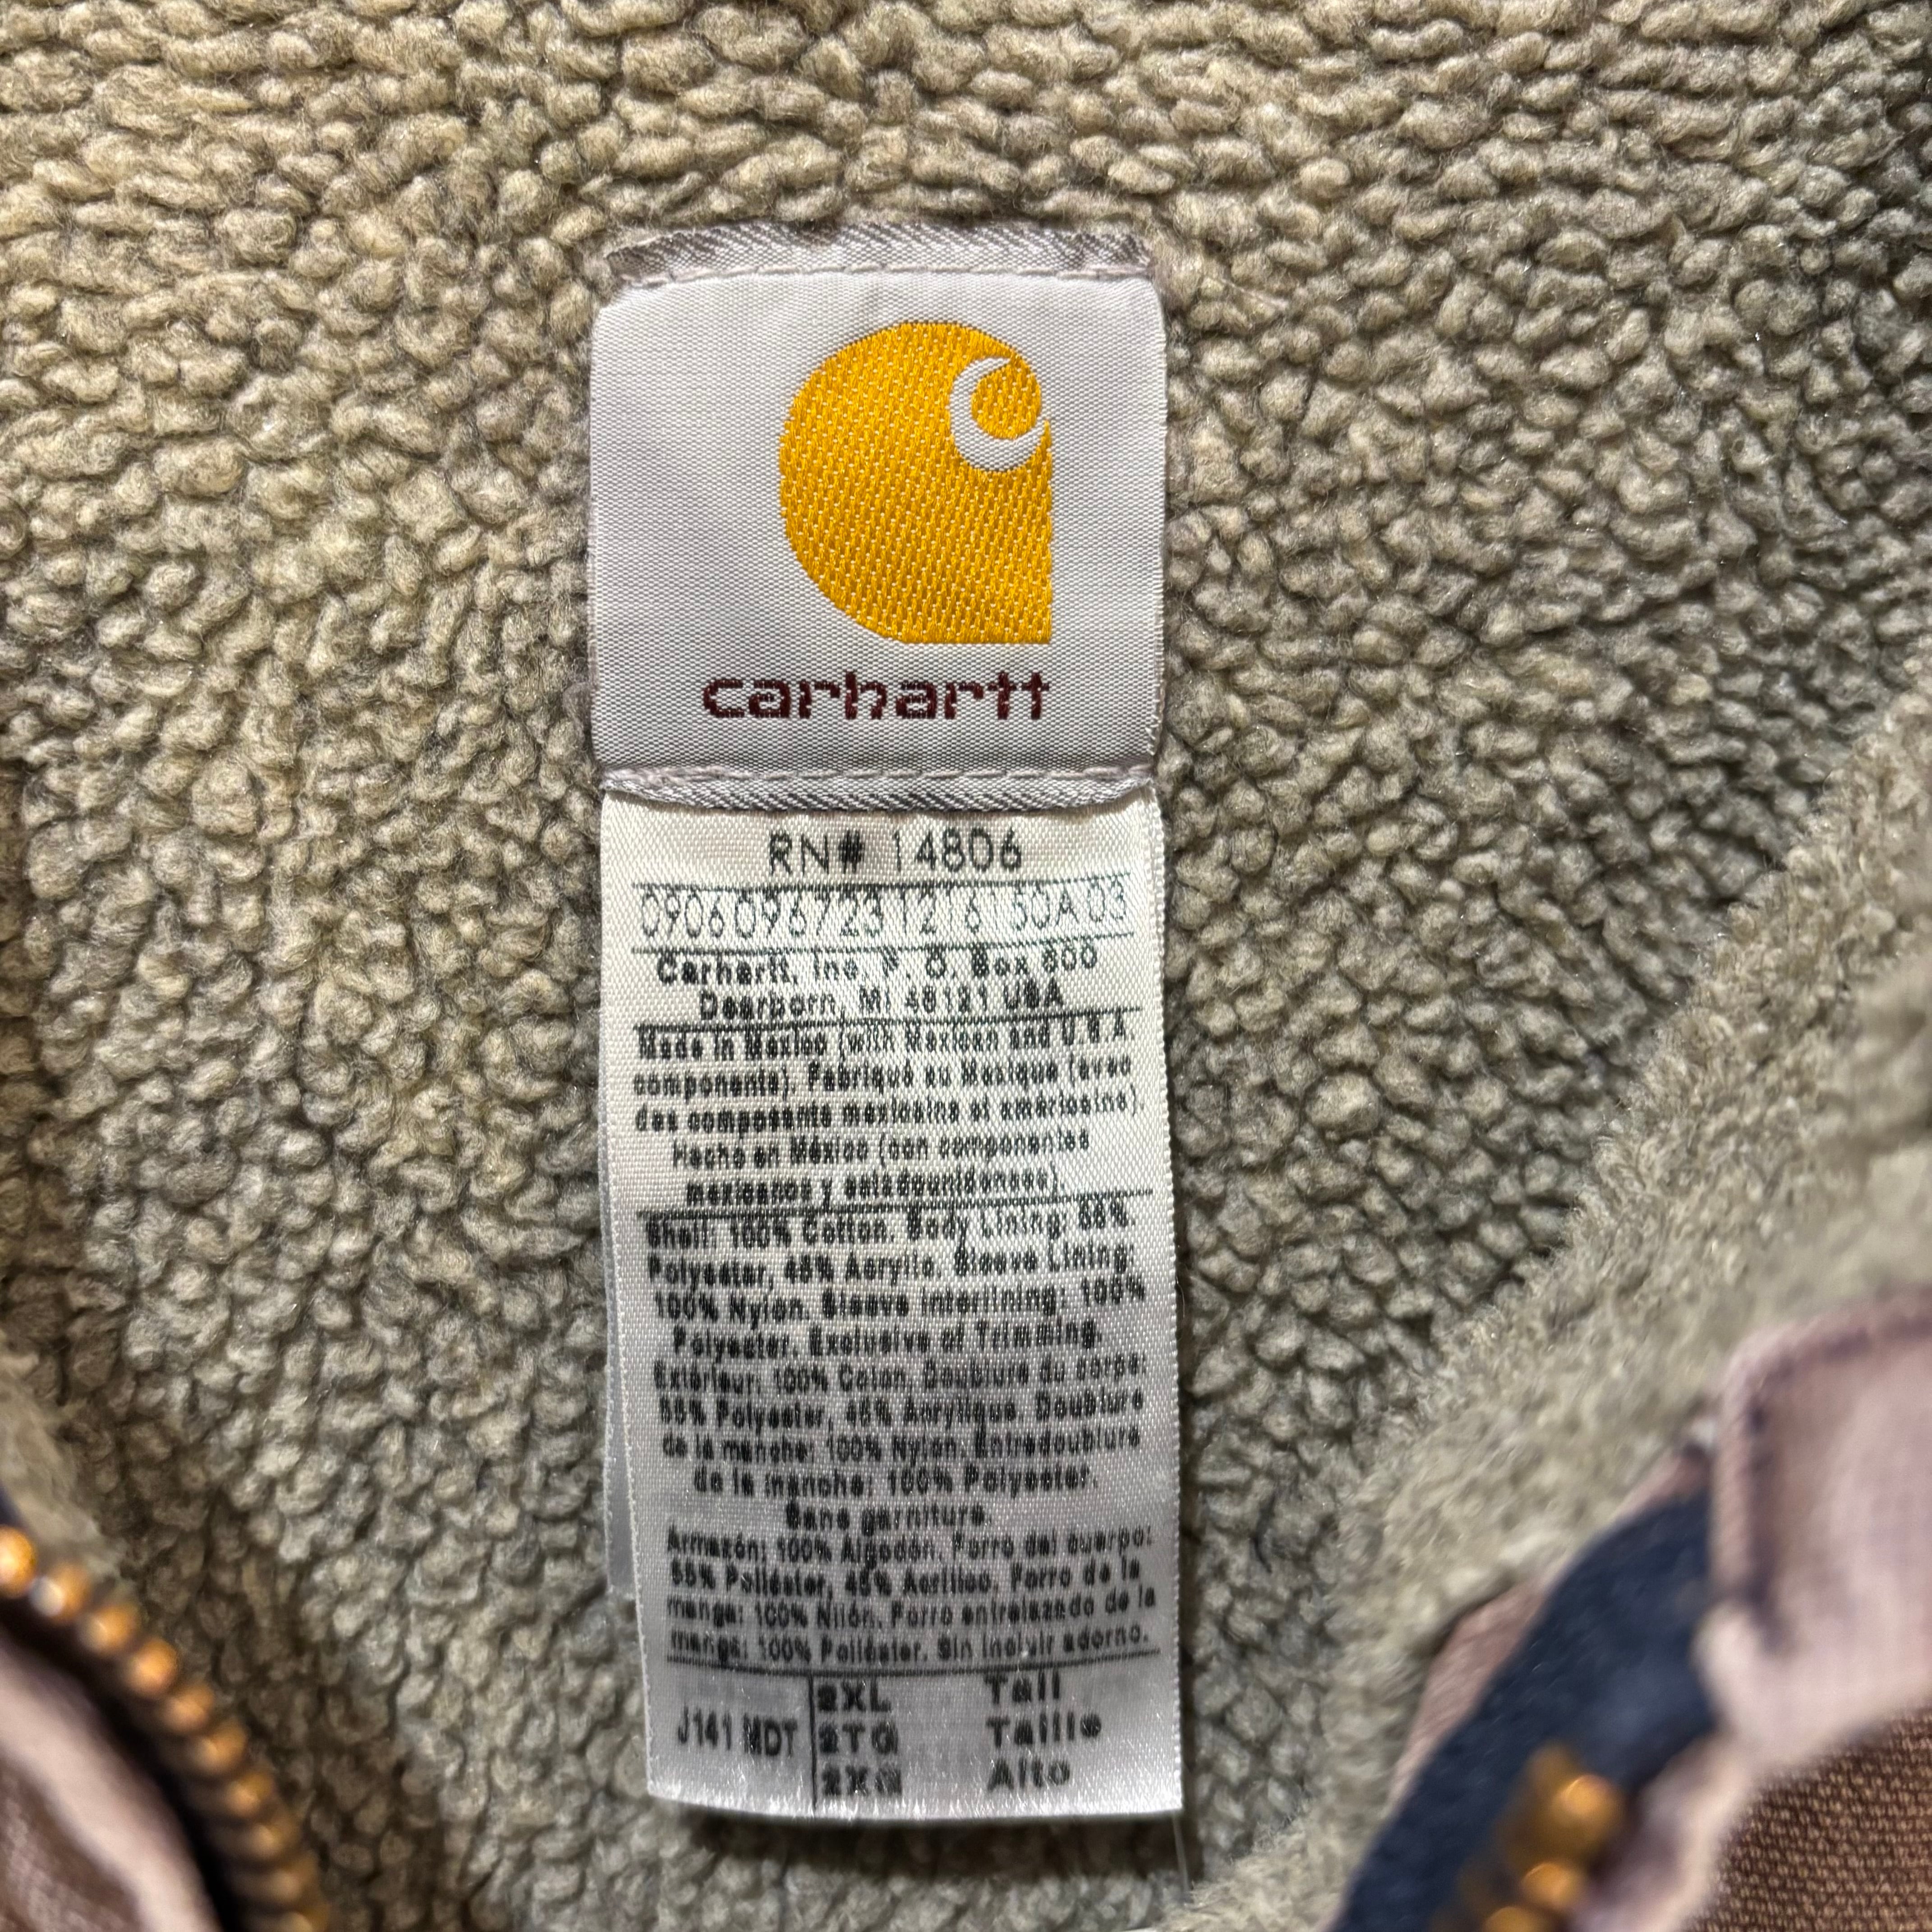 carhartt
RN# 14806
0906096723 1216 50A 03
Carhartt, Inc. P. O. Box 600
Dearborn, MI 48121 USA
Made in Mexico (with Mexican and U.S.A.
components). Fabriqué au Mexique (avec
des composants mexicains et américains).
Hecho en México (con componentes
mexicanos y estadounidenses).
Shell: 100% Cotton. Body Lining: 55%
Polyester, 45% Acrylic. Sleeve Lining:
100% Nylon. Sleeve interlining: 100%
Polyester. Exclusive of Trimming.
Extérieur: 100% Coton. Doublure du corps:
55% Polyester, 45% Acrylique. Doublure
de la manche: 100% Nylon. Entredoublure
de la manche: 100% Polyester.
Sans garniture.
Armazón: 100% Algodón. Forro del cuerpo:
55% Poliéster, 45% Acrílico. Forro de la
manga: 100% Nilón. Forro entrelazado de la
manga: 100% Poliéster. Sin incluir adorno.
J141 MDT
2XL Tall
2TG Taille
2XG Alto